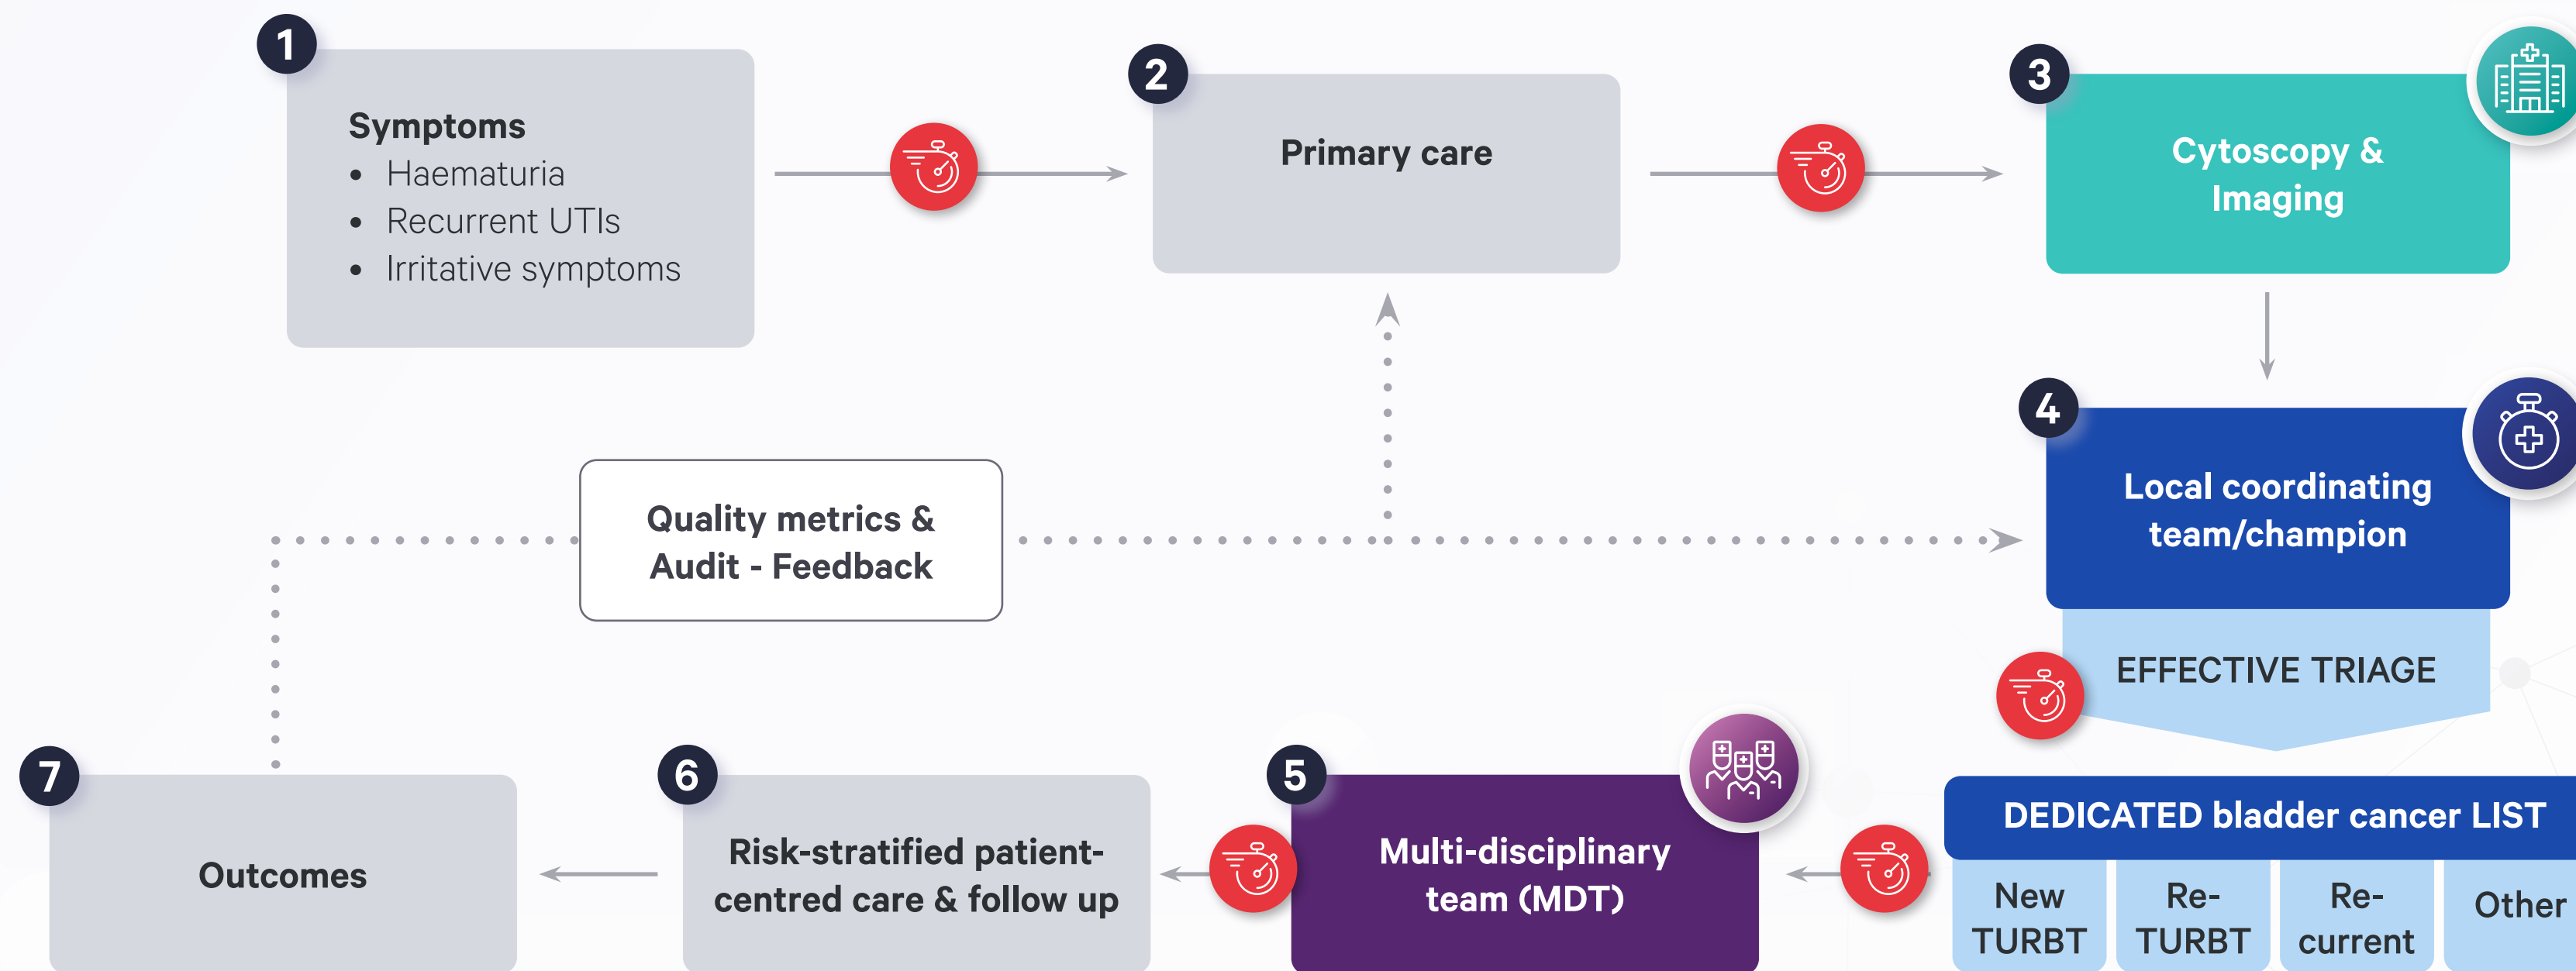 1
Symptoms
• Haematuria
• Recurrent UTIs
• Irritative symptoms
2
Primary care
3
Cytoscopy &
Imaging
4
Local coordinating
team/champion
Quality metrics &
Audit - Feedback
EFFECTIVE TRIAGE
DEDICATED bladder cancer LIST
New
TURBT
Re-
TURBT
Re-
current
Other
5
Multi-disciplinary
team (MDT)
6
Risk-stratified patient-
centred care & follow up
7
Outcomes